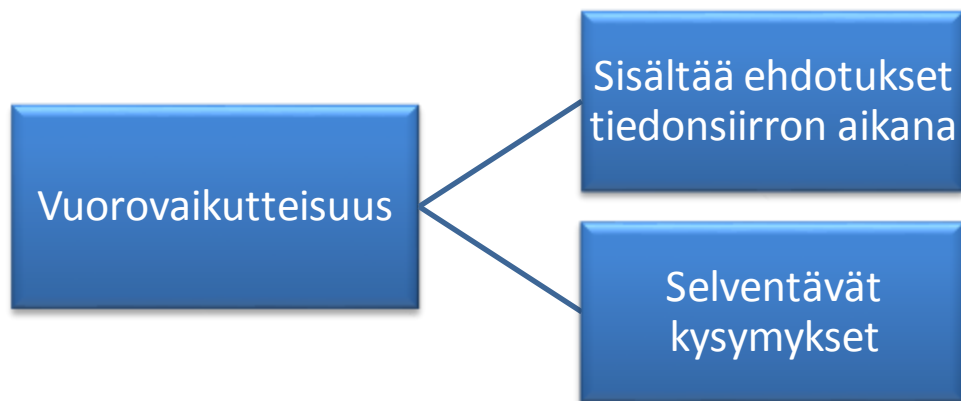 Vuorovaikutteisuus
Sisältää ehdotukset
tiedonsiirron aikana
Selventävät
kysymykset